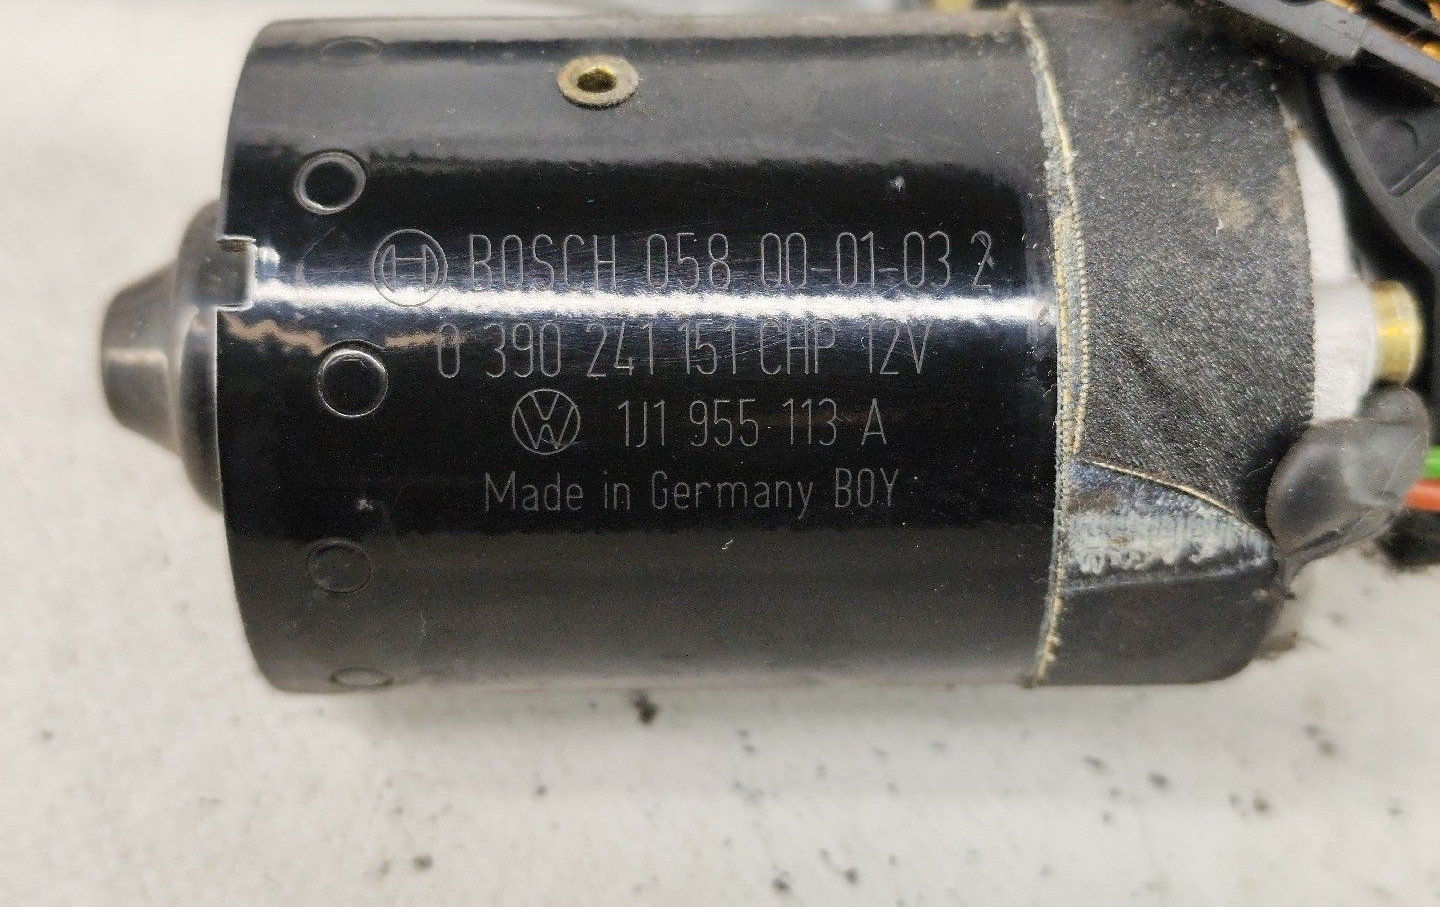 BOSCH 058 00-01-03 2
0 390 241 151 CHP 12V
VW 1J1 955 113 A
Made in Germany BOY